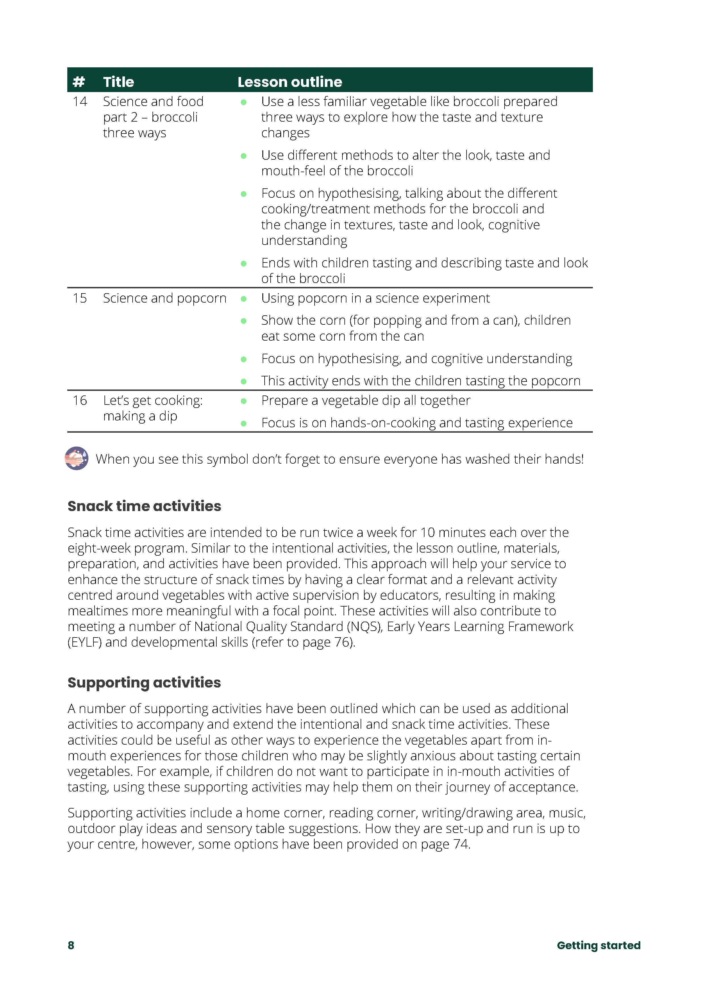 # Title Lesson outline
14 Science and food part 2 – broccoli three ways
● Use a less familiar vegetable like broccoli prepared
three ways to explore how the taste and texture
changes
● Use different methods to alter the look, taste and
mouth-feel of the broccoli
● Focus on hypothesising, talking about the different
cooking/treatment methods for the broccoli and
the change in textures, taste and look, cognitive
understanding
● Ends with children tasting and describing taste and look
of the broccoli
15 Science and popcorn
● Using popcorn in a science experiment
● Show the corn (for popping and from a can), children
eat some corn from the can
● Focus on hypothesising, and cognitive understanding
● This activity ends with the children tasting the popcorn
16 Let’s get cooking:
making a dip
● Prepare a vegetable dip all together
● Focus is on hands-on-cooking and tasting experience
When you see this symbol don’t forget to ensure everyone has washed their hands!
Snack time activities
Snack time activities are intended to be run twice a week for 10 minutes each over the
eight-week program. Similar to the intentional activities, the lesson outline, materials,
preparation, and activities have been provided. This approach will help your service to
enhance the structure of snack times by having a clear format and a relevant activity
centred around vegetables with active supervision by educators, resulting in making
mealtimes more meaningful with a focal point. These activities will also contribute to
meeting a number of National Quality Standard (NQS), Early Years Learning Framework
(EYLF) and developmental skills (refer to page 76).
Supporting activities
A number of supporting activities have been outlined which can be used as additional
activities to accompany and extend the intentional and snack time activities. These
activities could be useful as other ways to experience the vegetables apart from in-
mouth experiences for those children who may be slightly anxious about tasting certain
vegetables. For example, if children do not want to participate in in-mouth activities of
tasting, using these supporting activities may help them on their journey of acceptance.
Supporting activities include a home corner, reading corner, writing/drawing area, music,
outdoor play ideas and sensory table suggestions. How they are set-up and run is up to
your centre, however, some options have been provided on page 74.
8
Getting started